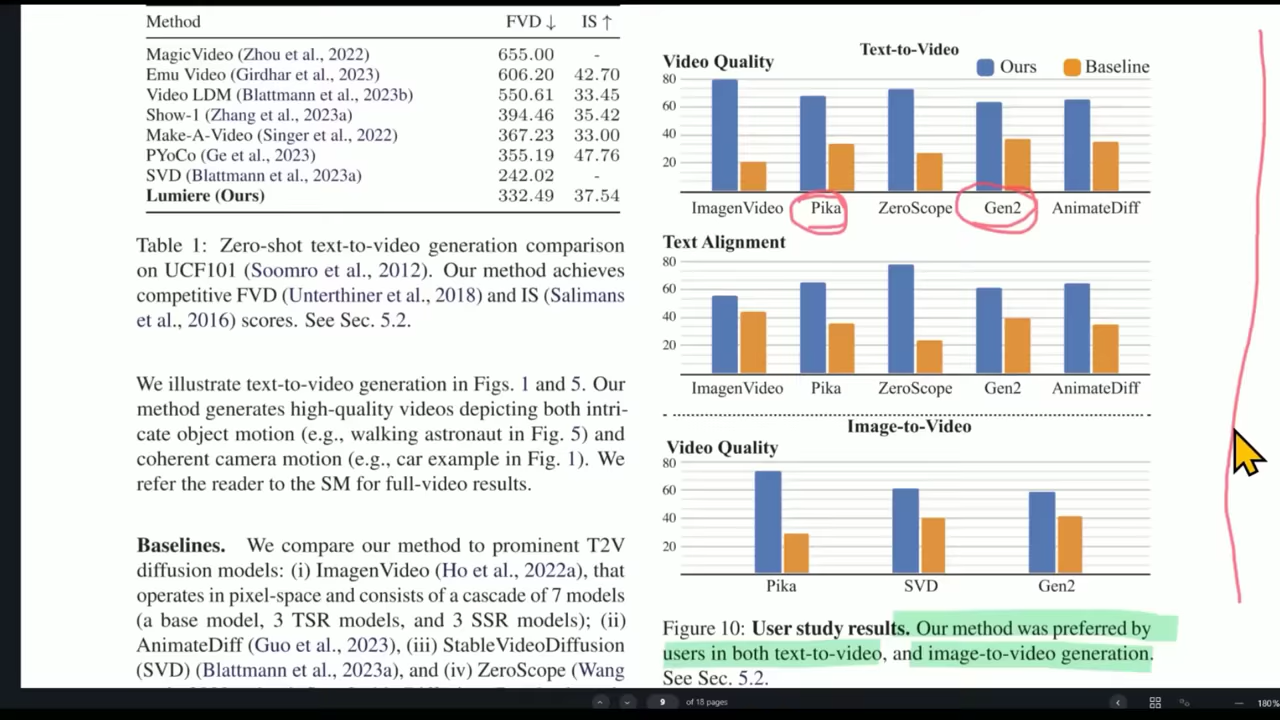 Method FVD ↓ IS ↑
MagicVideo (Zhou et al., 2022) 655.00 -
Emu Video (Girdhar et al., 2023) 606.20 42.70
Video LDM (Blattmann et al., 2023b) 550.61 33.45
Show-1 (Zhang et al., 2023a) 394.46 35.42
Make-A-Video (Singer et al., 2022) 367.23 33.00
PYoCo (Ge et al., 2023) 355.19 47.76
SVD (Blattmann et al., 2023a) 242.02 -
Lumiere (Ours) 332.49 37.54
Table 1: Zero-shot text-to-video generation comparison
on UCF101 (Soomro et al., 2012). Our method achieves
competitive FVD (Unterthiner et al., 2018) and IS (Salimans
et al., 2016) scores. See Sec. 5.2.
We illustrate text-to-video generation in Figs. 1 and 5. Our
method generates high-quality videos depicting both intri-
cate object motion (e.g., walking astronaut in Fig. 5) and
coherent camera motion (e.g., car example in Fig. 1). We
refer the reader to the SM for full-video results.
Baselines. We compare our method to prominent T2V
diffusion models: (i) ImagenVideo (Ho et al., 2022a), that
operates in pixel-space and consists of a cascade of 7 models
(a base model, 3 TSR models, and 3 SSR models); (ii)
AnimateDiff (Guo et al., 2023), (iii) StableVideoDiffusion
(SVD) (Blattmann et al., 2023a), and (iv) ZeroScope (Wang
Text-to-Video
Video Quality
Ours Baseline
80
60
40
20
ImagenVideo Pika ZeroScope Gen2 AnimateDiff
Text Alignment
80
60
40
20
ImagenVideo Pika ZeroScope Gen2 AnimateDiff
Image-to-Video
Video Quality
80
60
40
20
Pika SVD Gen2
Figure 10: User study results. Our method was preferred by
users in both text-to-video, and image-to-video generation.
See Sec. 5.2.
9 of 15 pages
180%